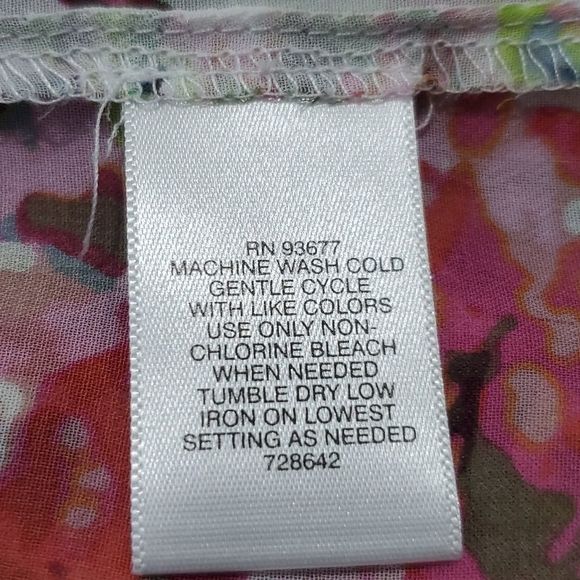 RN 93677
MACHINE WASH COLD
GENTLE CYCLE
WITH LIKE COLORS
USE ONLY NON-
CHLORINE BLEACH
WHEN NEEDED
TUMBLE DRY LOW
IRON ON LOWEST
SETTING AS NEEDED
728642